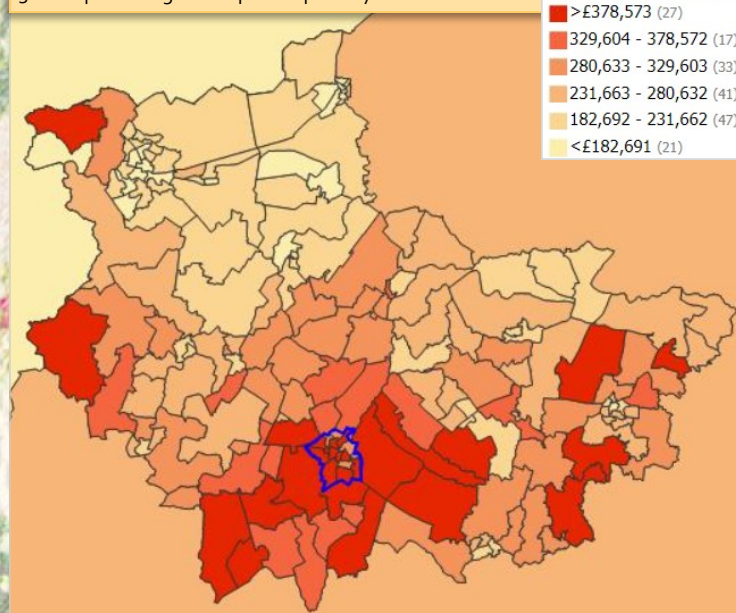 >£378,573 (27)
329,604 - 378,572 (17)
280,633 - 329,603 (33)
231,663 - 280,632 (41)
182,692 - 231,662 (47)
<£182,691 (21)